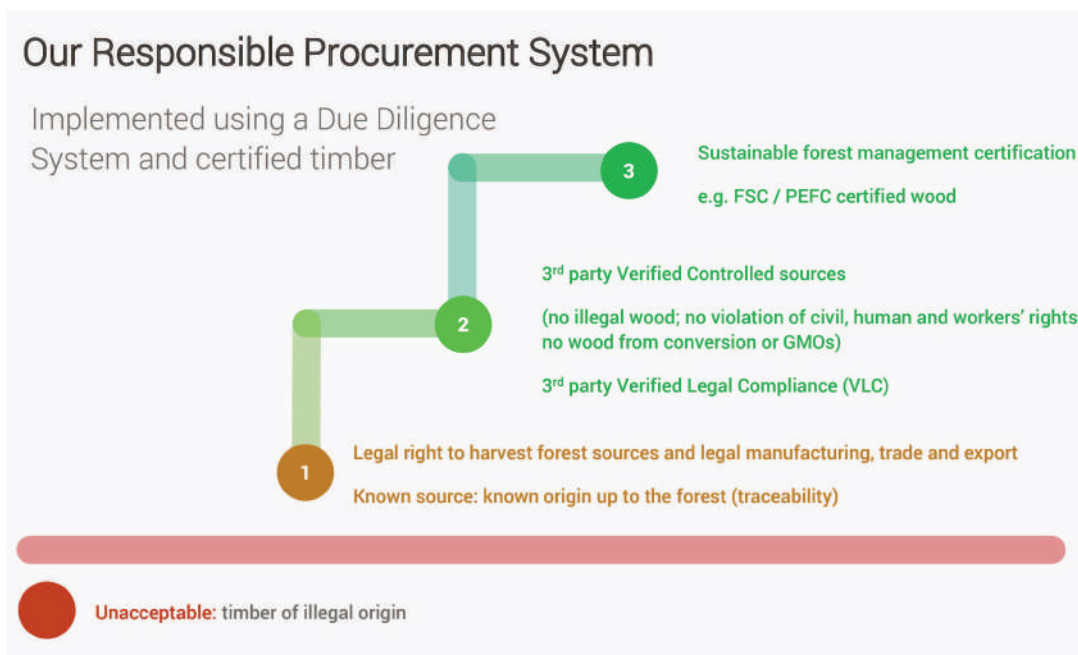 Our Responsible Procurement System
Implemented using a Due Diligence
System and certified timber
3
Sustainable forest management certification
e.g. FSC / PEFC certified wood
3rd party Verified Controlled sources
2
(no illegal wood; no violation of civil, human and workers' rights
no wood from conversion or GMOs)
3rd party Verified Legal Compliance (VLC)
1
Legal right to harvest forest sources and legal manufacturing, trade and export
Known source: known origin up to the forest (traceability)
Unacceptable: timber of illegal origin